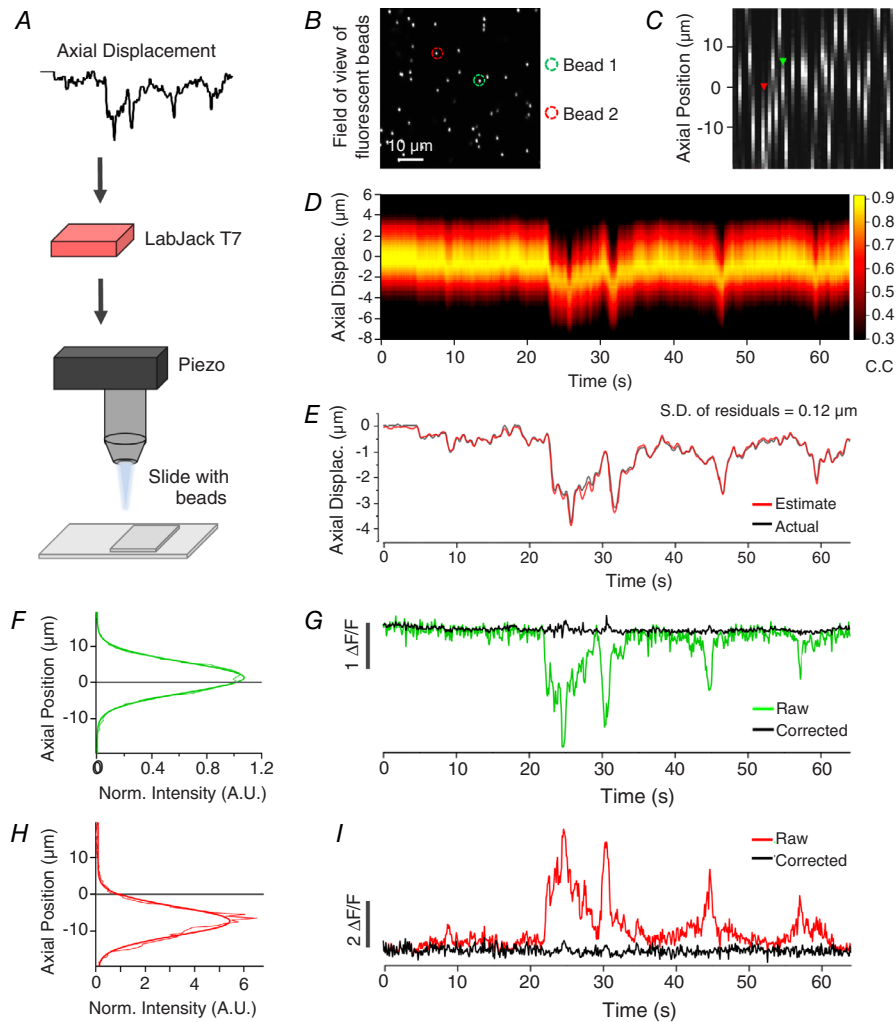 A
Axial Displacement
LabJack T7
Piezo
Slide with
beads
B
Field of view of
fluorescent beads
10 µm
Bead 1
Bead 2
C
Axial Position (µm)
10
0
-10
D
Axial Displac. (µm)
6
4
2
0
-2
-4
-6
-8
0 10 20 30 40 50 60
Time (s)
0.9
0.8
0.7
0.6
0.5
0.4
0.3
C.C
E
S.D. of residuals = 0.12 µm
Axial Displac. (µm)
0
-1
-2
-3
-4
Estimate
Actual
0 10 20 30 40 50 60
Time (s)
F
Axial Position (µm)
10
0
-10
0 0.4 0.8 1.2
Norm. Intensity (A.U.)
G
1 ΔF/F
Raw
Corrected
0 10 20 30 40 50 60
Time (s)
H
Axial Position (µm)
10
0
-10
0 2 4 6
Norm. Intensity (A.U.)
I
2 ΔF/F
Raw
Corrected
0 10 20 30 40 50 60
Time (s)